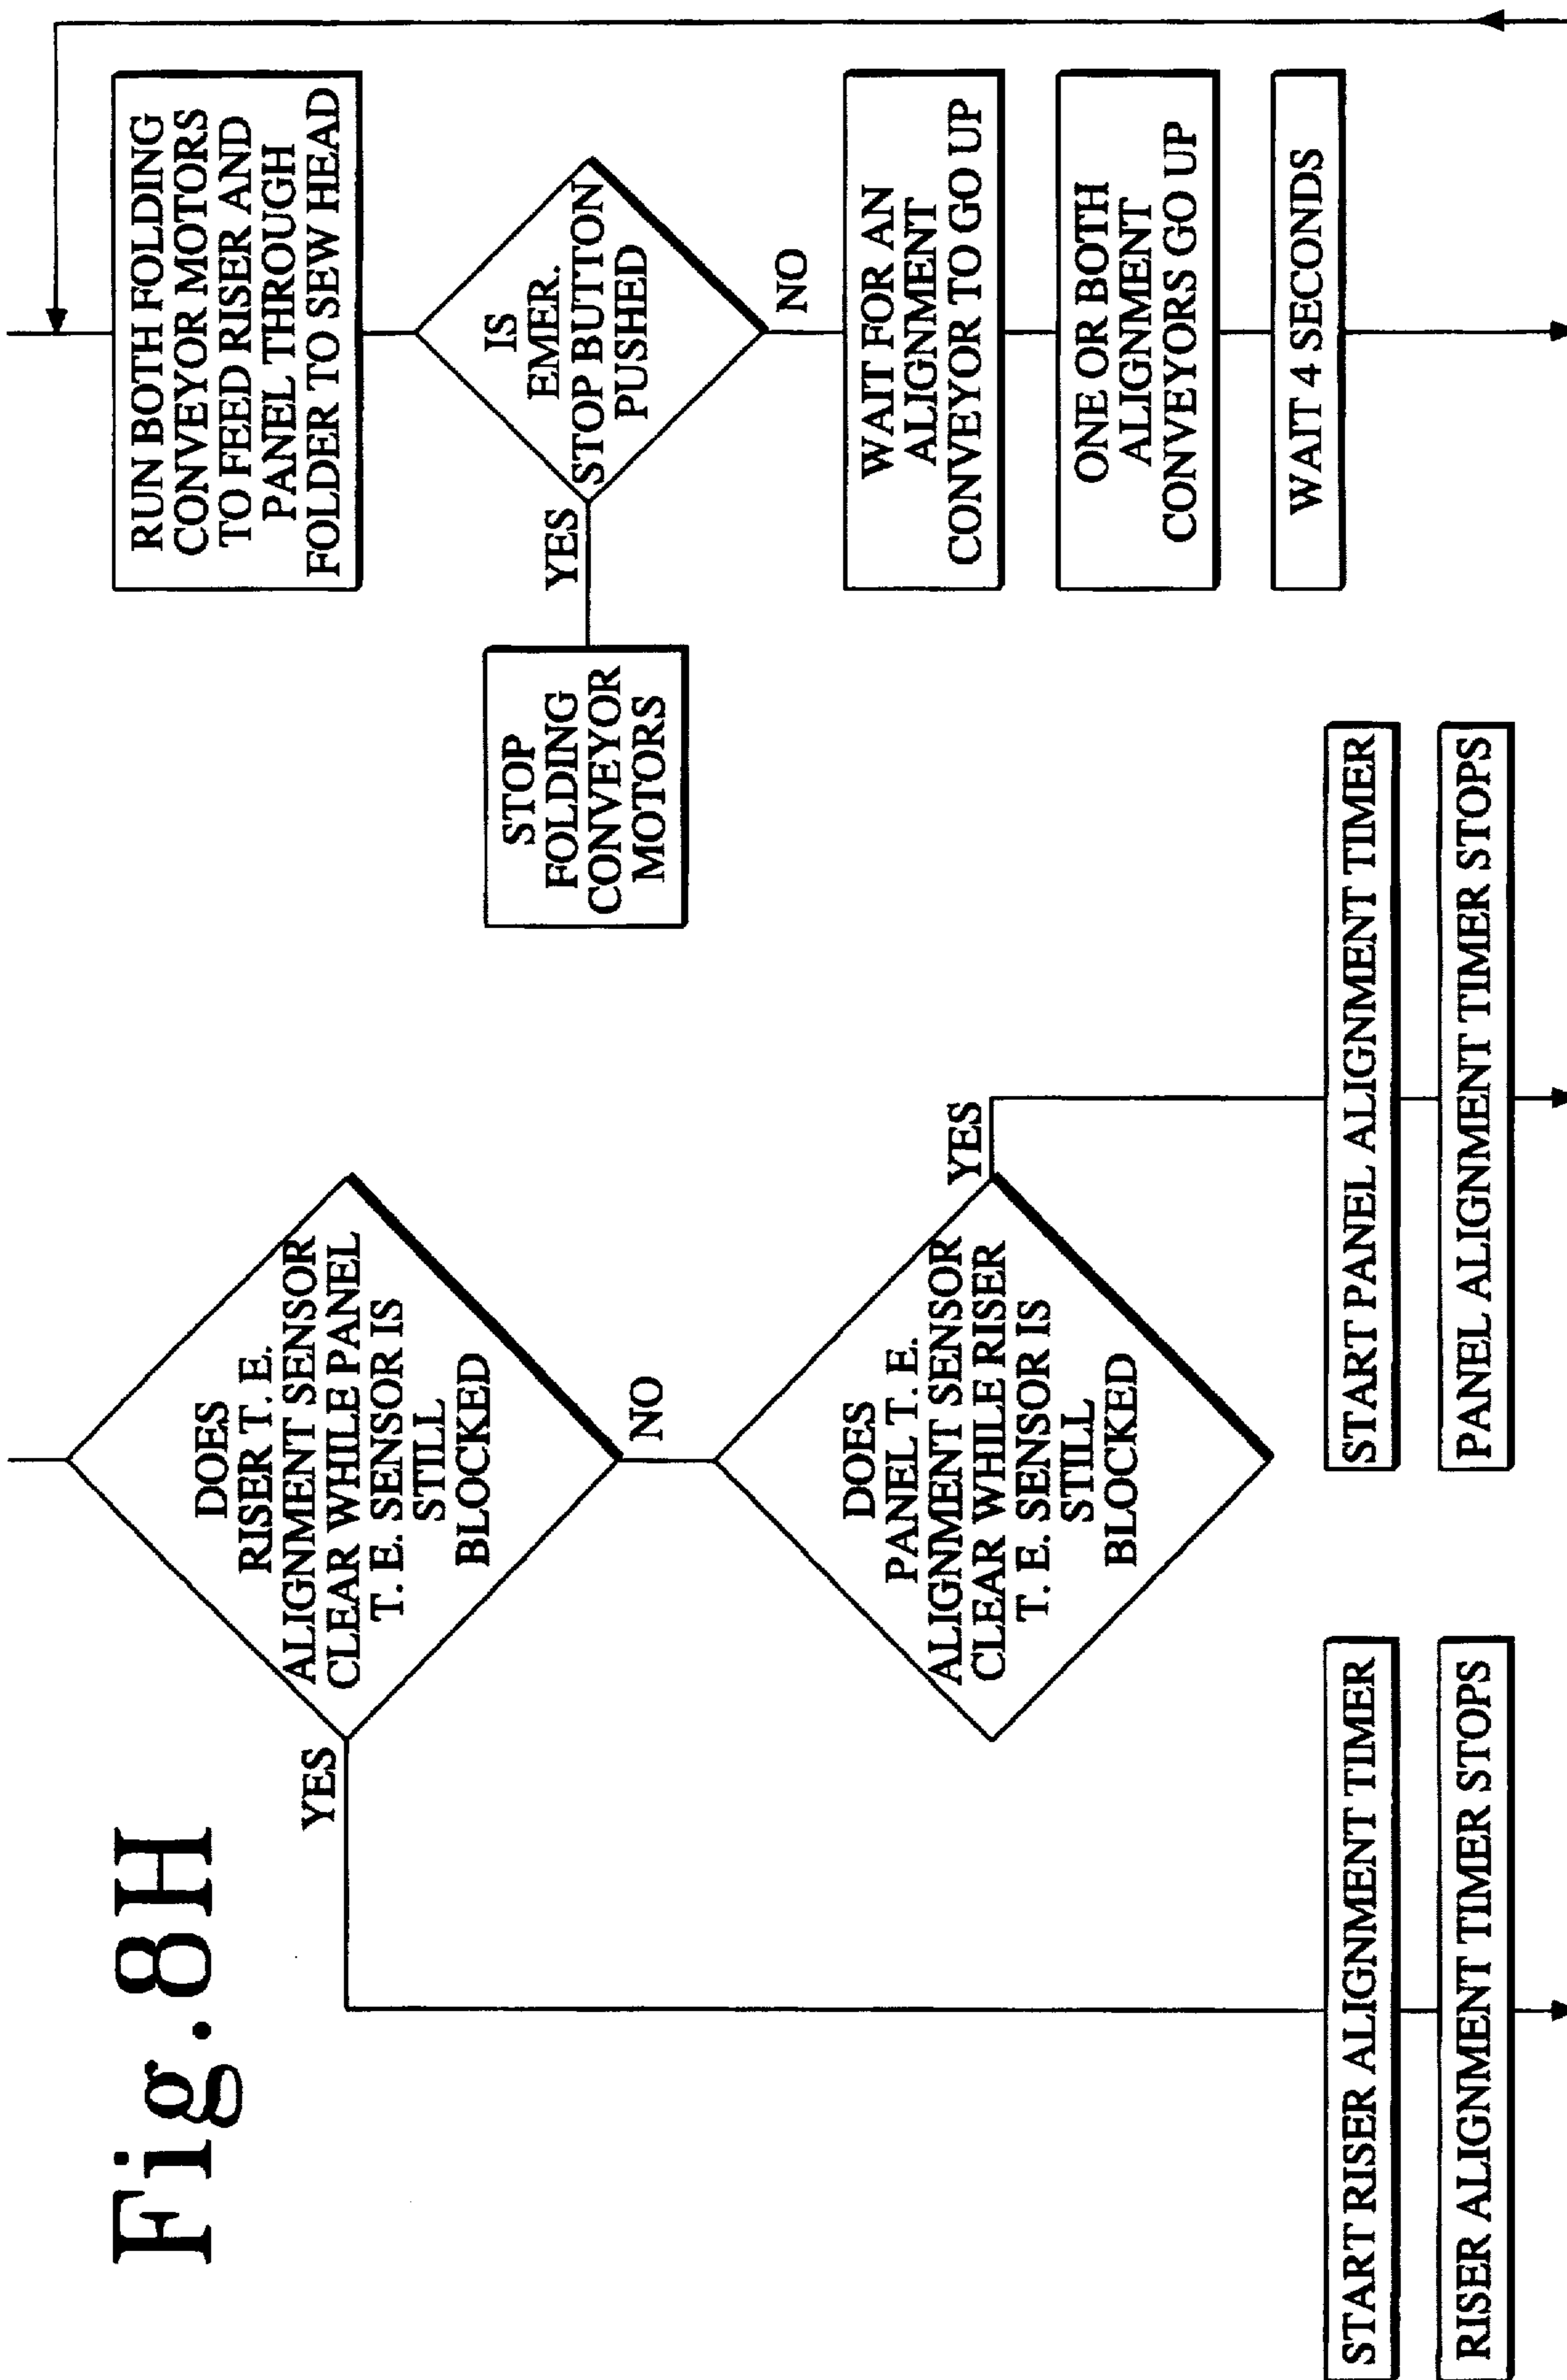 Fig.8H
DOES
RISER T. E.
ALIGNMENT SENSOR
CLEAR WHILE PANEL
T. E. SENSOR IS
STILL
BLOCKED
YES
NO
DOES
PANEL T. E.
ALIGNMENT SENSOR
CLEAR WHILE RISER
T. E. SENSOR IS
STILL
BLOCKED
YES
START RISER ALIGNMENT TIMER
RISER ALIGNMENT TIMER STOPS
START PANEL ALIGNMENT TIMER
PANEL ALIGNMENT TIMER STOPS
RUN BOTH FOLDING
CONVEYOR MOTORS
TO FEED RISER AND
PANEL THROUGH
FOLDER TO SEW HEAD
IS
EMER.
STOP BUTTON
PUSHED
YES
NO
STOP
FOLDING
CONVEYOR
MOTORS
WAIT FOR AN
ALIGNMENT
CONVEYOR TO GO UP
ONE OR BOTH
ALIGNMENT
CONVEYORS GO UP
WAIT 4 SECONDS